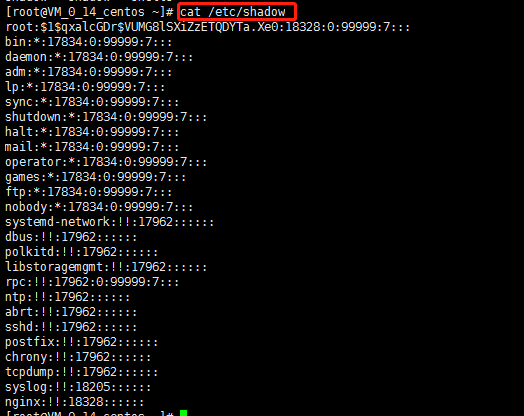 [root@VM_0_14_centos ~]# cat /etc/shadow
root:$1$qxalcGDr$VUMG8lSXiZzETQDYTa.Xe0:18328:0:99999:7:::
bin:*:17834:0:99999:7:::
daemon:*:17834:0:99999:7:::
adm:*:17834:0:99999:7:::
lp:*:17834:0:99999:7:::
sync:*:17834:0:99999:7:::
shutdown:*:17834:0:99999:7:::
halt:*:17834:0:99999:7:::
mail:*:17834:0:99999:7:::
operator:*:17834:0:99999:7:::
games:*:17834:0:99999:7:::
ftp:*:17834:0:99999:7:::
nobody:*:17834:0:99999:7:::
systemd-network:!!:17962::::::
dbus:!!:17962::::::
polkitd:!!:17962::::::
libstoragemgmt:!!:17962::::::
rpc:!!:17962:0:99999:7:::
ntp:!!:17962::::::
abrt:!!:17962::::::
sshd:!!:17962::::::
postfix:!!:17962::::::
chrony:!!:17962::::::
tcpdump:!!:17962::::::
syslog:!!:18205::::::
nginx:!!:18328::::::
[root@VM_0_14_centos ~]#